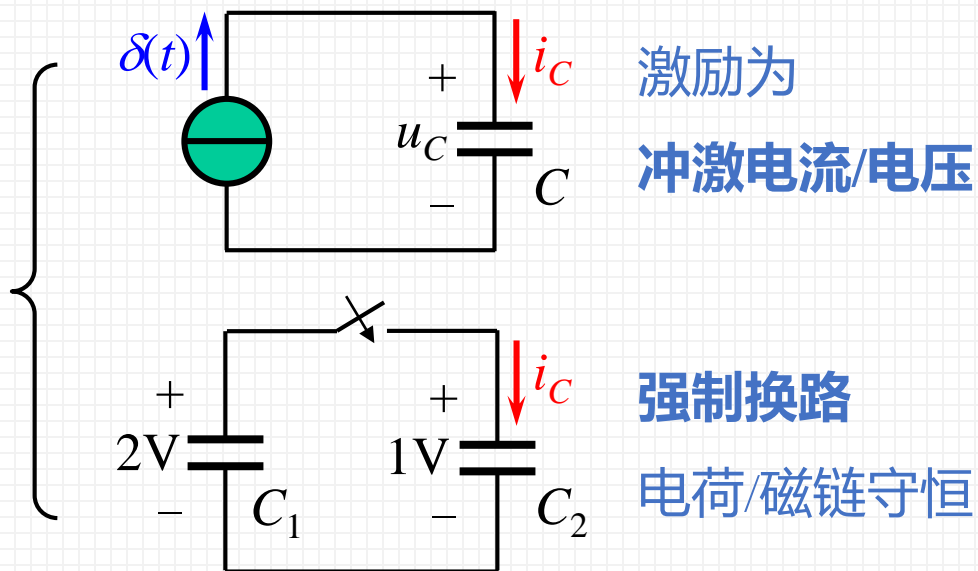 δ(t)
i_C
激励为
+
u_C
冲激电流/电压
C
−
i_C
+
+
强制换路
2V
1V
电荷/磁链守恒
−
C_1
−
C_2